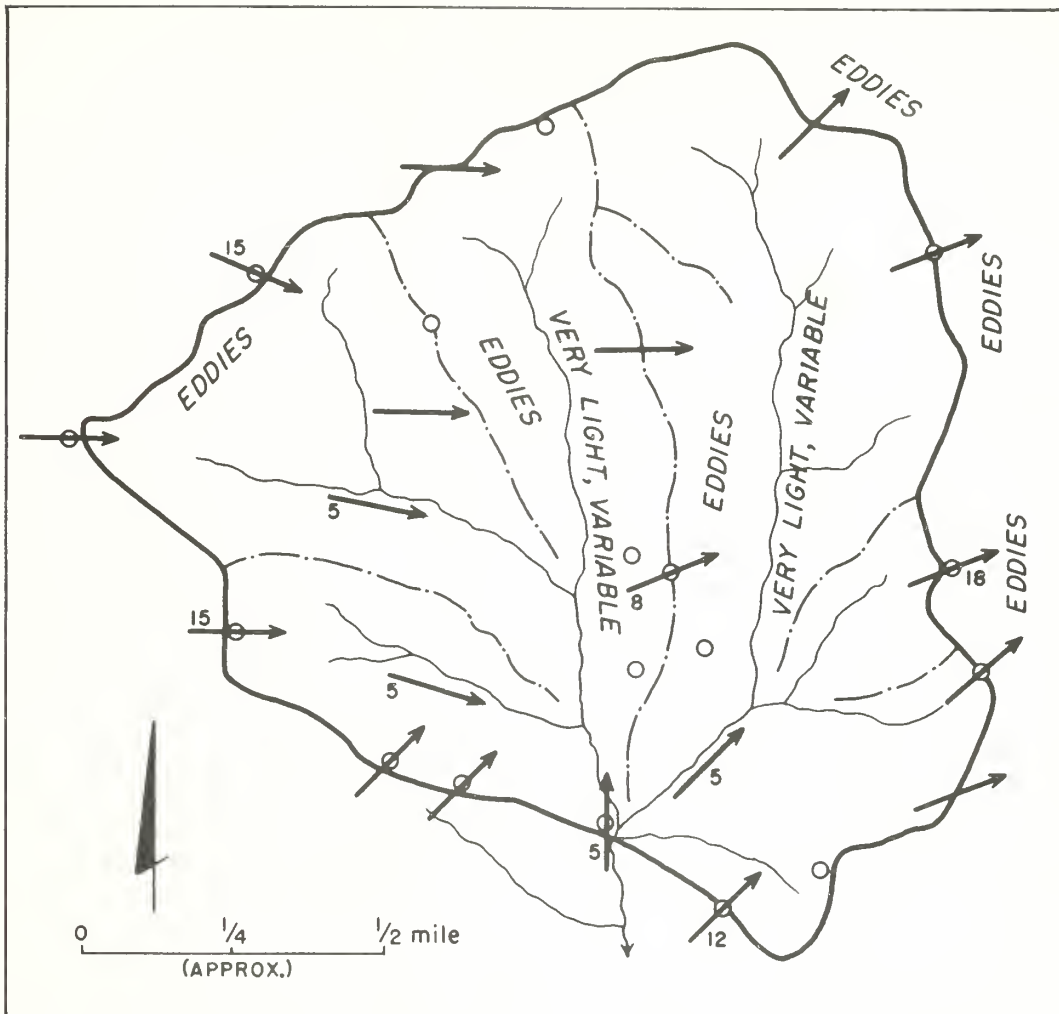 EDDIES
15
EDDIES
EDDIES
VERY LIGHT, VARIABLE
EDDIES
VERY LIGHT, VARIABLE
EDDIES
5
8
18
EDDIES
15
5
5
5
12
0 1/4 1/2 mile
(APPROX.)